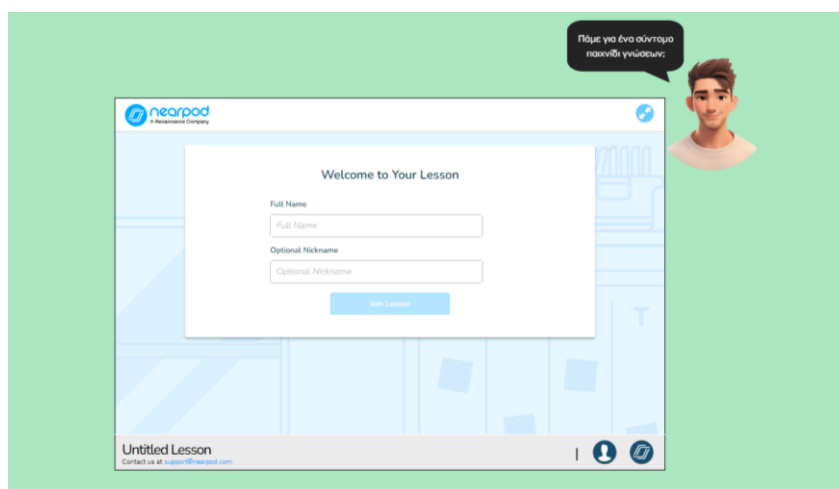 Πάμε για ένα σύντομο
παιχνίδι γνώσεων;
nearpod
A Renaissance Company
Welcome to Your Lesson
Full Name
Full Name
Optional Nickname
Optional Nickname
Join Lesson
Untitled Lesson
Contact us at support@nearpod.com